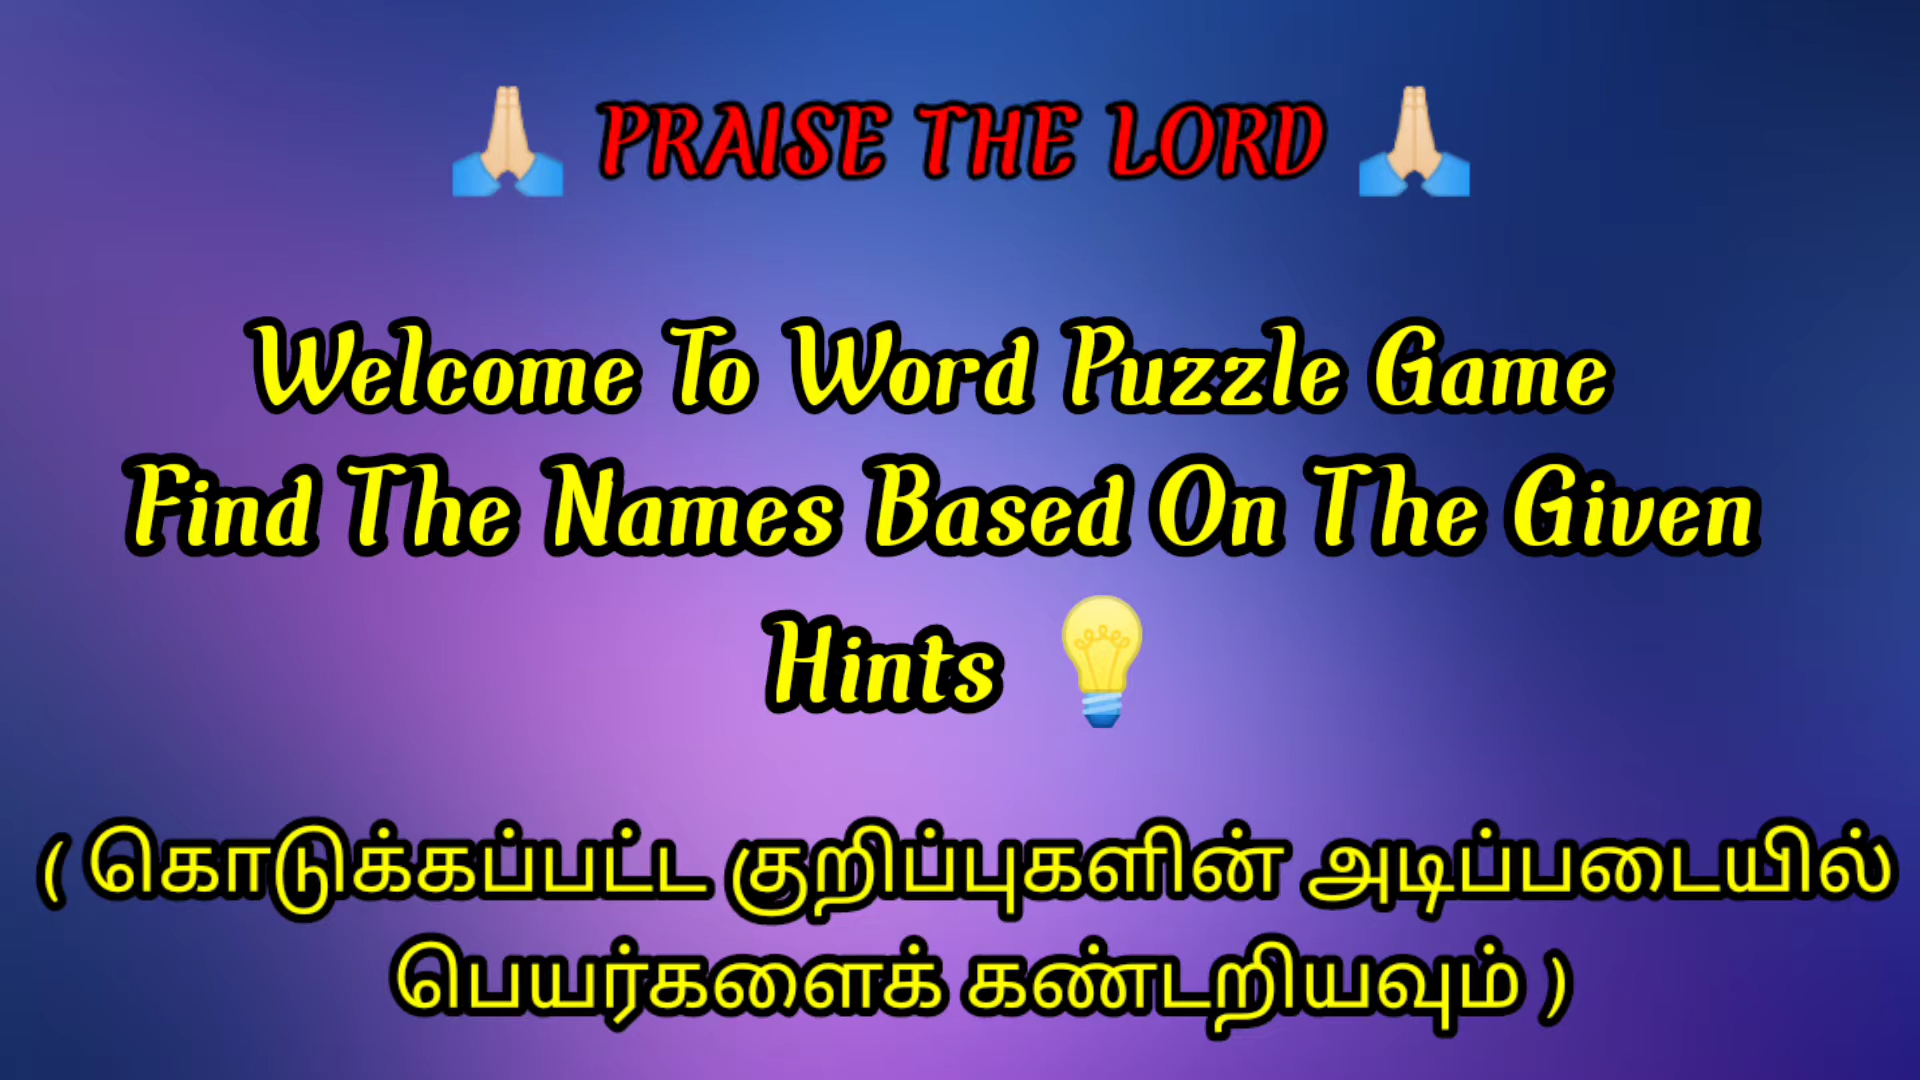 🙏🏻 PRAISE THE LORD 🙏🏻
Welcome To Word Puzzle Game
Find The Names Based On The Given
Hints 💡
( கொடுக்கப்பட்ட குறிப்புகளின் அடிப்படையில்
பெயர்களைக் கண்டறியவும் )